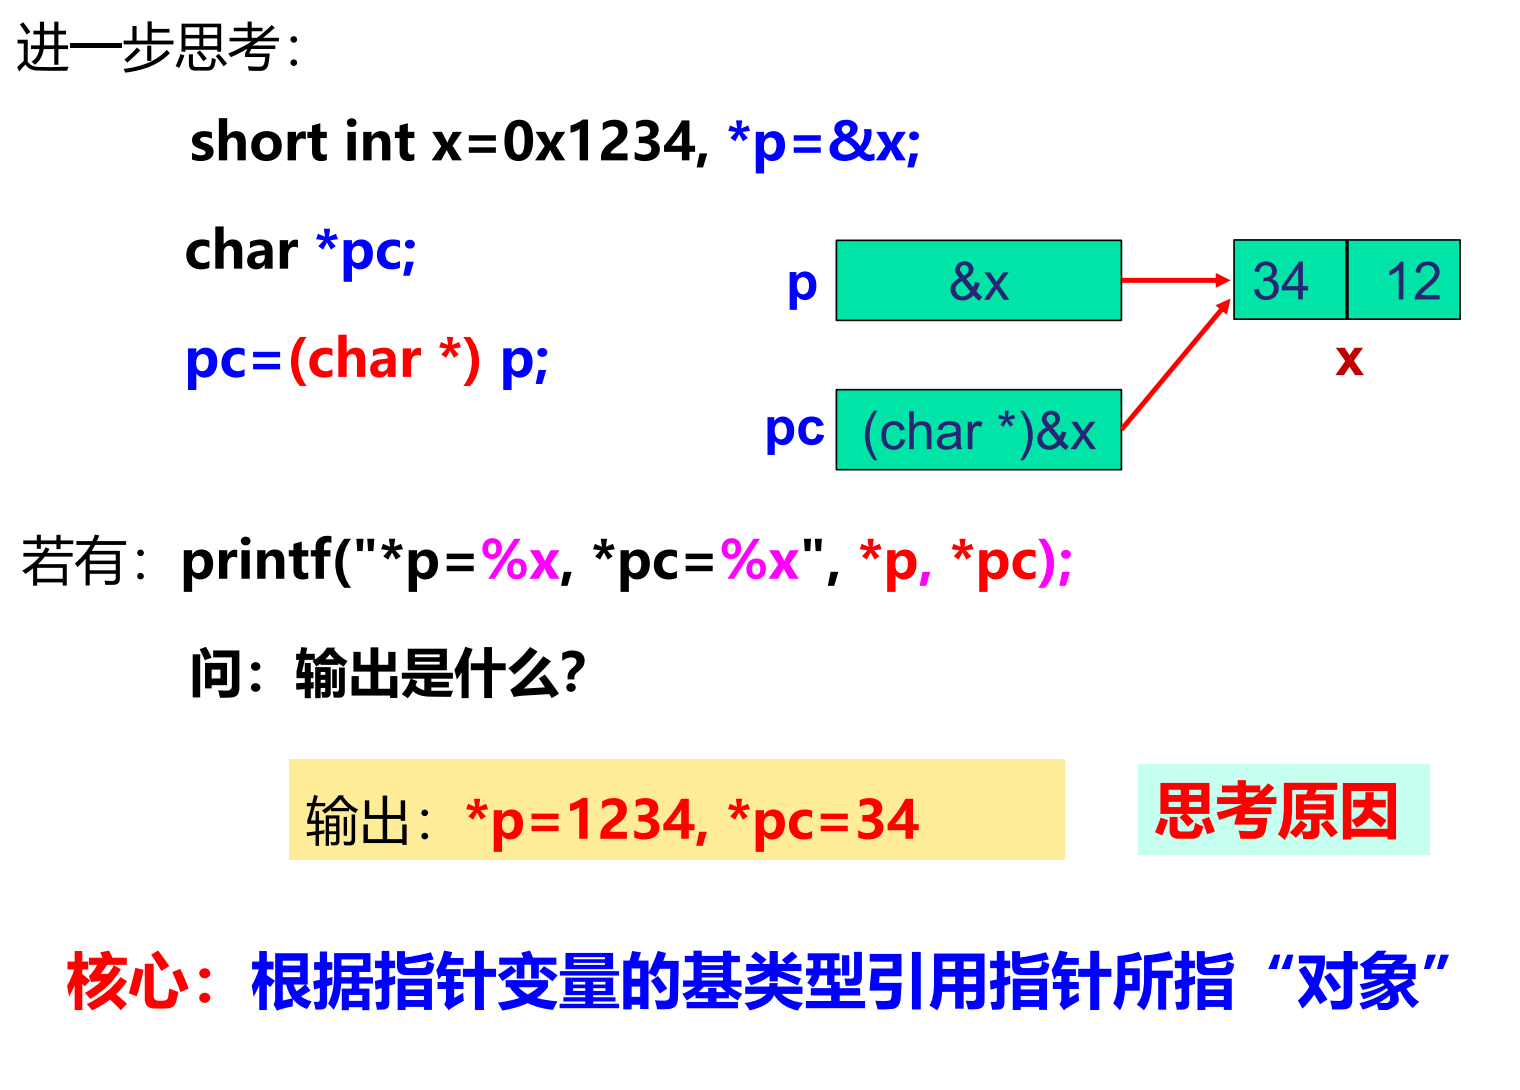 进一步思考：
short int x=0x1234, *p=&x;
char *pc;
pc=(char *) p;
p
&x
34
12
x
pc
(char *)&x
若有：printf("*p=%x, *pc=%x", *p, *pc);
问：输出是什么？
输出：*p=1234, *pc=34
思考原因
核心：根据指针变量的基类型引用指针所指“对象”